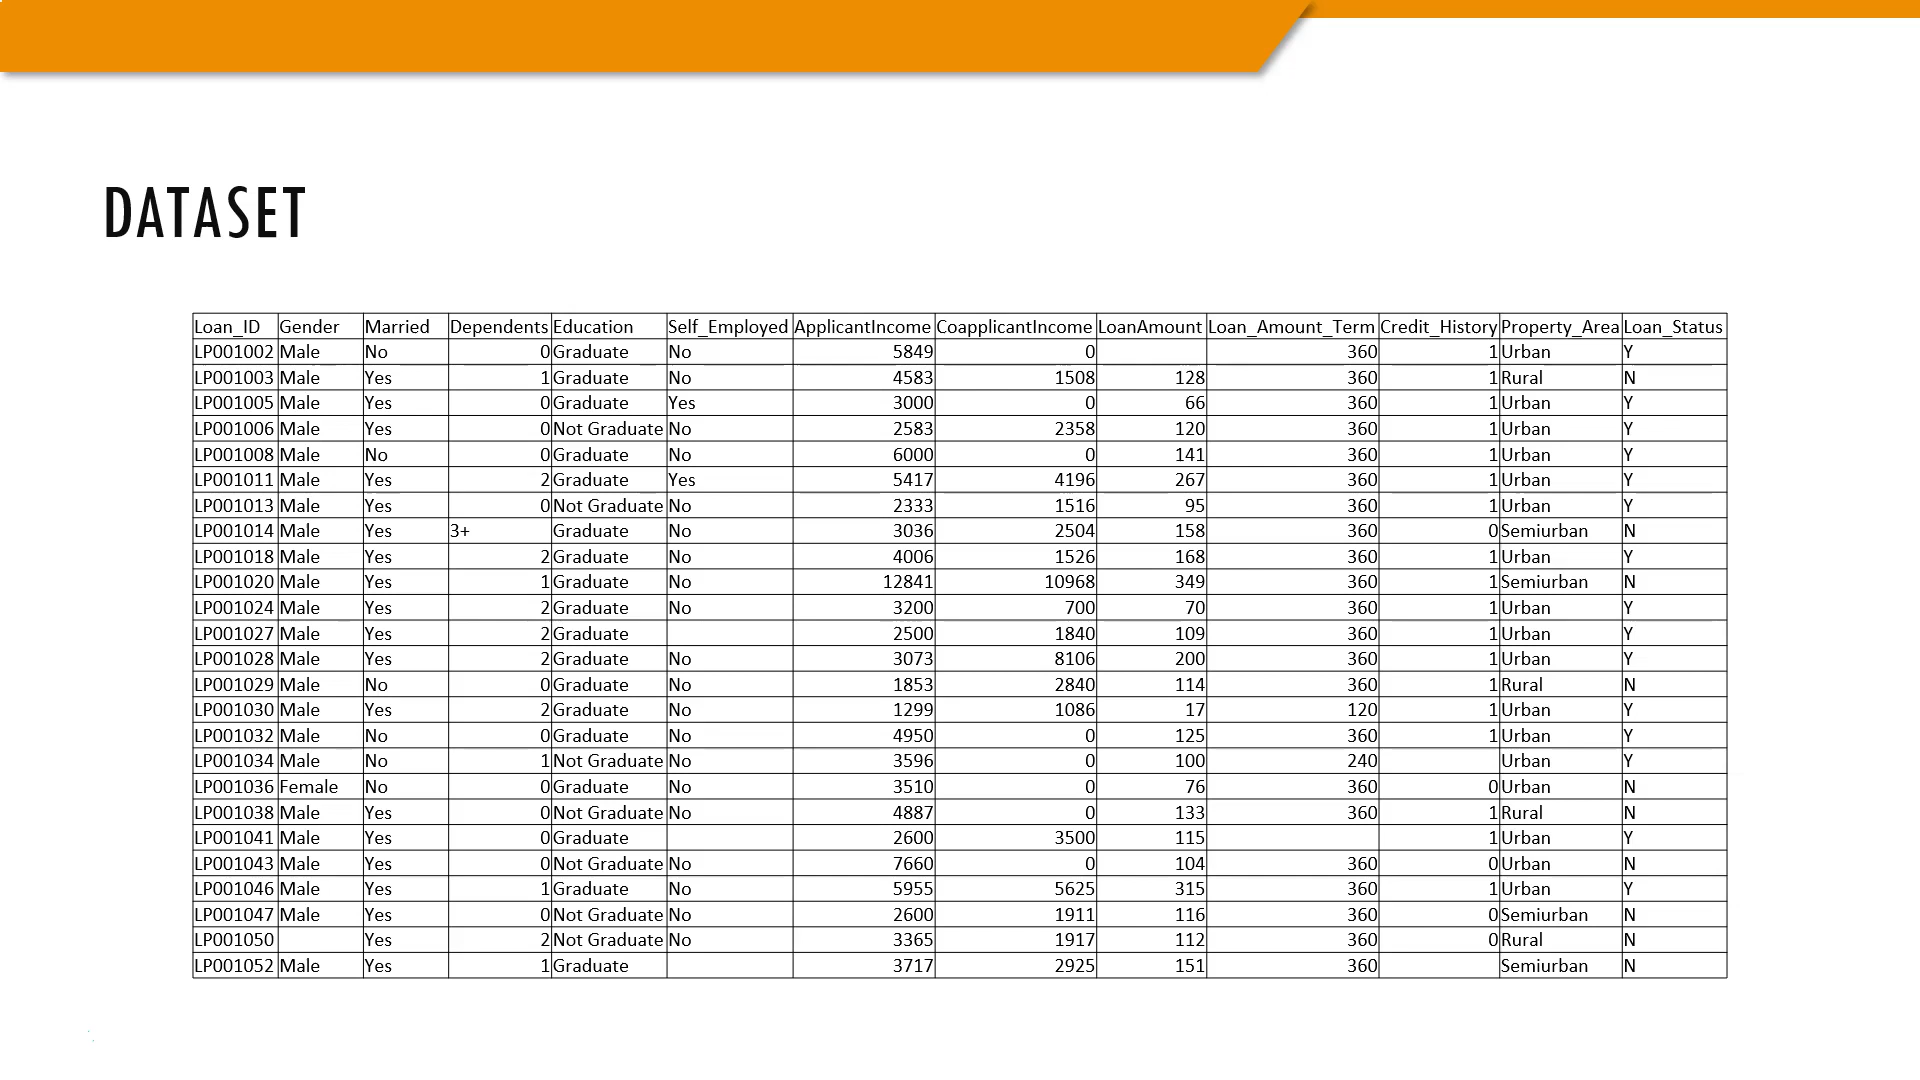 DATASET
Loan_ID Gender Married Dependents Education Self_Employed ApplicantIncome CoapplicantIncome LoanAmount Loan_Amount_Term Credit_History Property_Area Loan_Status
LP001002 Male No 0 Graduate No 5849 0 360 1 Urban Y
LP001003 Male Yes 1 Graduate No 4583 1508 128 360 1 Rural N
LP001005 Male Yes 0 Graduate Yes 3000 0 66 360 1 Urban Y
LP001006 Male Yes 0 Not Graduate No 2583 2358 120 360 1 Urban Y
LP001008 Male No 0 Graduate No 6000 0 141 360 1 Urban Y
LP001011 Male Yes 2 Graduate Yes 5417 4196 267 360 1 Urban Y
LP001013 Male Yes 0 Not Graduate No 2333 1516 95 360 1 Urban Y
LP001014 Male Yes 3+ Graduate No 3036 2504 158 360 0 Semiurban N
LP001018 Male Yes 2 Graduate No 4006 1526 168 360 1 Urban Y
LP001020 Male Yes 1 Graduate No 12841 10968 349 360 1 Semiurban N
LP001024 Male Yes 2 Graduate No 3200 700 70 360 1 Urban Y
LP001027 Male Yes 2 Graduate 2500 1840 109 360 1 Urban Y
LP001028 Male Yes 2 Graduate No 3073 8106 200 360 1 Urban Y
LP001029 Male No 0 Graduate No 1853 2840 114 360 1 Rural N
LP001030 Male Yes 2 Graduate No 1299 1086 17 120 1 Urban Y
LP001032 Male No 0 Graduate No 4950 0 125 360 1 Urban Y
LP001034 Male No 1 Not Graduate No 3596 0 100 240 Urban Y
LP001036 Female No 0 Graduate No 3510 0 76 360 0 Urban N
LP001038 Male Yes 0 Not Graduate No 4887 0 133 360 1 Rural N
LP001041 Male Yes 0 Graduate 2600 3500 115 1 Urban Y
LP001043 Male Yes 0 Not Graduate No 7660 0 104 360 0 Urban N
LP001046 Male Yes 1 Graduate No 5955 5625 315 360 1 Urban Y
LP001047 Male Yes 0 Not Graduate No 2600 1911 116 360 0 Semiurban N
LP001050 Yes 2 Not Graduate No 3365 1917 112 360 0 Rural N
LP001052 Male Yes 1 Graduate 3717 2925 151 360 Semiurban N